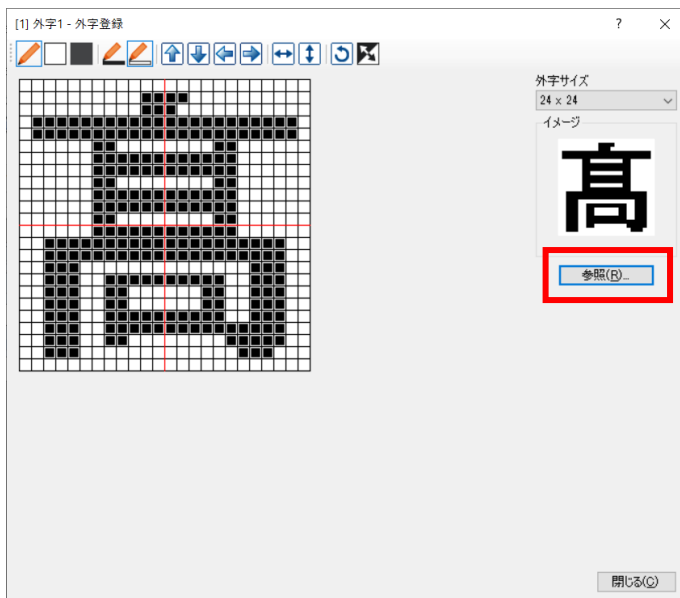 [1] 外字1 - 外字登録
外字サイズ
24 x 24
イメージ
髙
参照(R)...
閉じる(C)